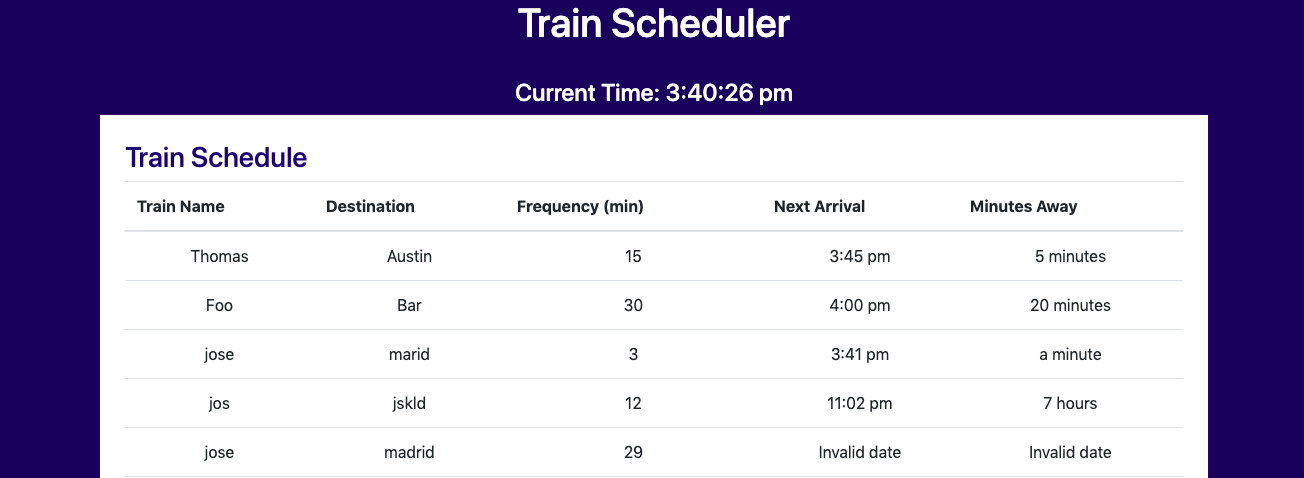 Train Scheduler
Current Time: 3:40:26 pm
Train Schedule
Train Name Destination Frequency (min) Next Arrival Minutes Away
Thomas Austin 15 3:45 pm 5 minutes
Foo Bar 30 4:00 pm 20 minutes
jose marid 3 3:41 pm a minute
jos jskld 12 11:02 pm 7 hours
jose madrid 29 Invalid date Invalid date